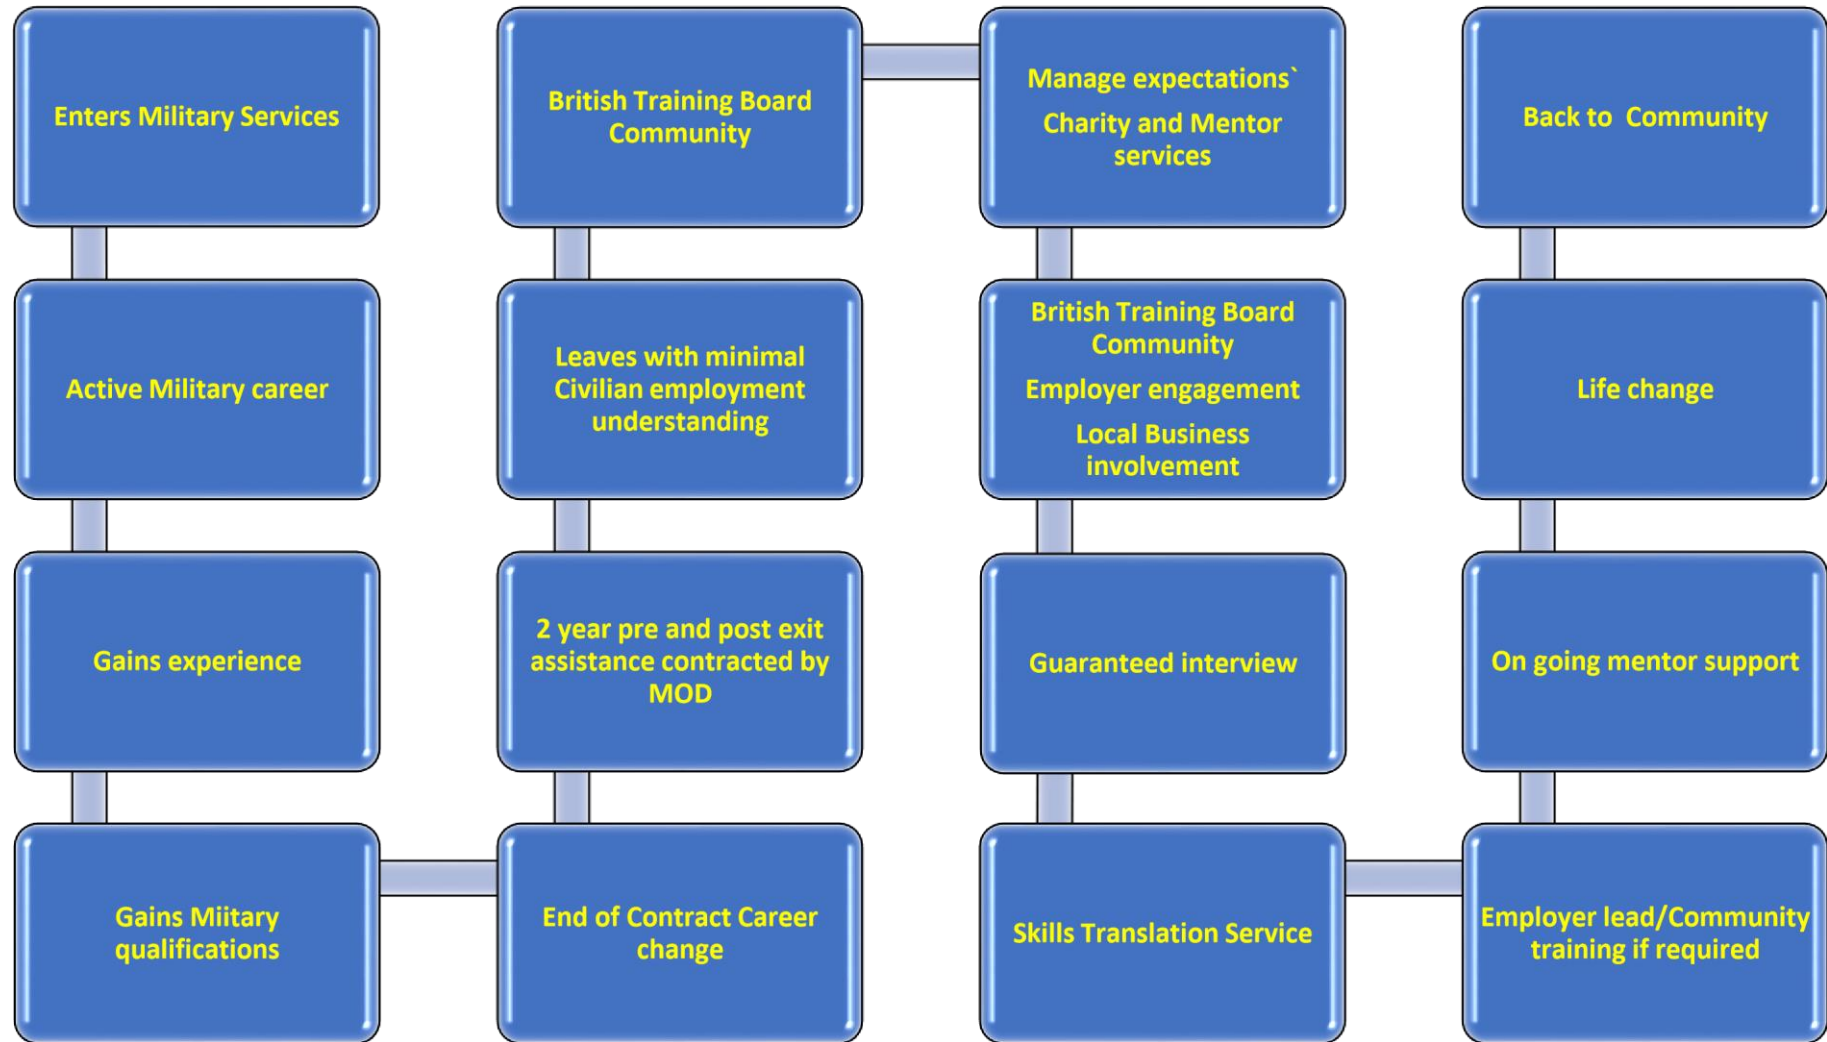 Enters Military Services
Active Military career
Gains experience
Gains Miitary
qualifications
End of Contract Career
change
2 year pre and post exit
assistance contracted by
MOD
Leaves with minimal
Civilian employment
understanding
British Training Board
Community
Manage expectations`
Charity and Mentor
services
British Training Board
Community
Employer engagement
Local Business
involvement
Guaranteed interview
Skills Translation Service
Employer lead/Community
training if required
On going mentor support
Life change
Back to  Community